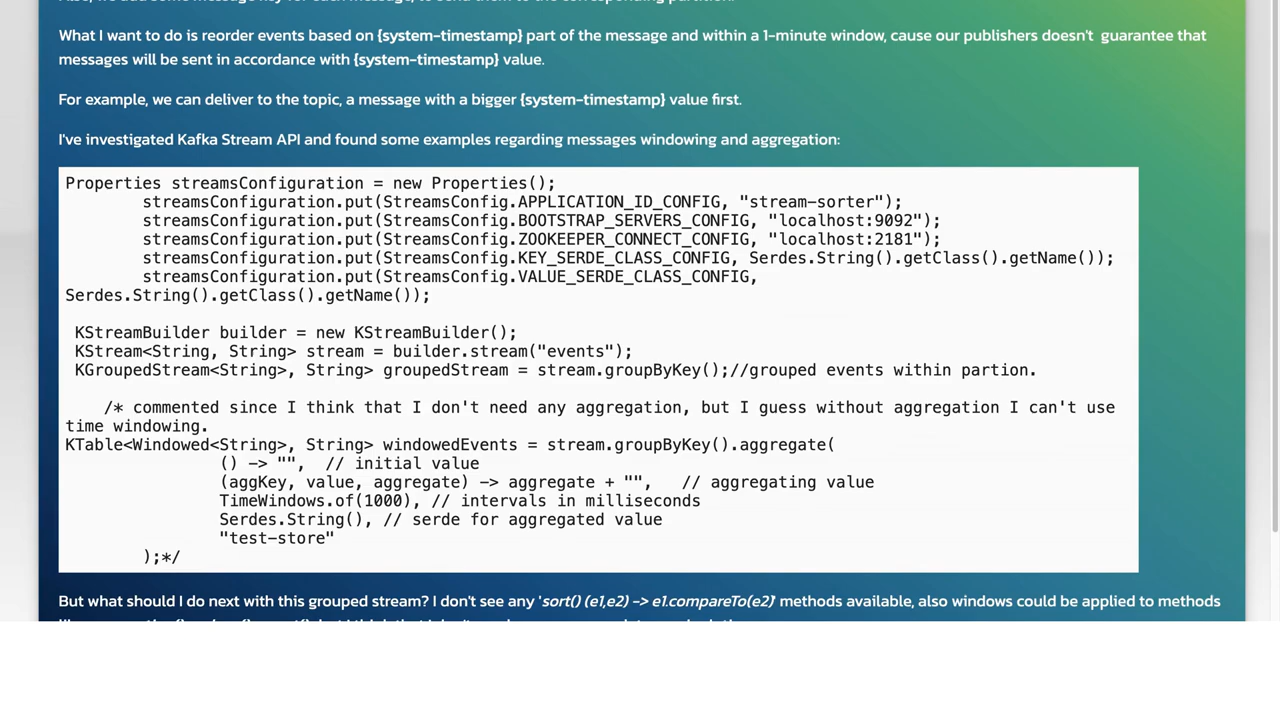 What I want to do is reorder events based on {system-timestamp} part of the message and within a 1-minute window, cause our publishers doesn't guarantee that
messages will be sent in accordance with {system-timestamp} value.
For example, we can deliver to the topic, a message with a bigger {system-timestamp} value first.
I've investigated Kafka Stream API and found some examples regarding messages windowing and aggregation:
Properties streamsConfiguration = new Properties();
streamsConfiguration.put(StreamsConfig.APPLICATION_ID_CONFIG, "stream-sorter");
streamsConfiguration.put(StreamsConfig.BOOTSTRAP_SERVERS_CONFIG, "localhost:9092");
streamsConfiguration.put(StreamsConfig.ZOOKEEPER_CONNECT_CONFIG, "localhost:2181");
streamsConfiguration.put(StreamsConfig.KEY_SERDE_CLASS_CONFIG, Serdes.String().getClass().getName());
streamsConfiguration.put(StreamsConfig.VALUE_SERDE_CLASS_CONFIG,
Serdes.String().getClass().getName());
KStreamBuilder builder = new KStreamBuilder();
KStream<String, String> stream = builder.stream("events");
KGroupedStream<String>, String> groupedStream = stream.groupByKey();//grouped events within partion.
/* commented since I think that I don't need any aggregation, but I guess without aggregation I can't use
time windowing.
KTable<Windowed<String>, String> windowedEvents = stream.groupByKey().aggregate(
() -> "", // initial value
(aggKey, value, aggregate) -> aggregate + "", // aggregating value
TimeWindows.of(1000), // intervals in milliseconds
Serdes.String(), // serde for aggregated value
"test-store"
);*/
But what should I do next with this grouped stream? I don't see any 'sort() (e1,e2) -> e1.compareTo(e2)' methods available, also windows could be applied to methods